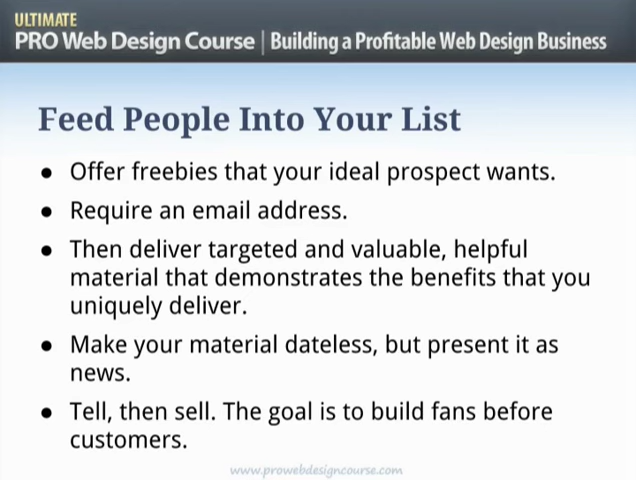 ULTIMATE
PRO Web Design Course | Building a Profitable Web Design Business
Feed People Into Your List
● Offer freebies that your ideal prospect wants.
● Require an email address.
● Then deliver targeted and valuable, helpful
material that demonstrates the benefits that you
uniquely deliver.
● Make your material dateless, but present it as
news.
● Tell, then sell. The goal is to build fans before
customers.
www.prowebdesigncourse.com